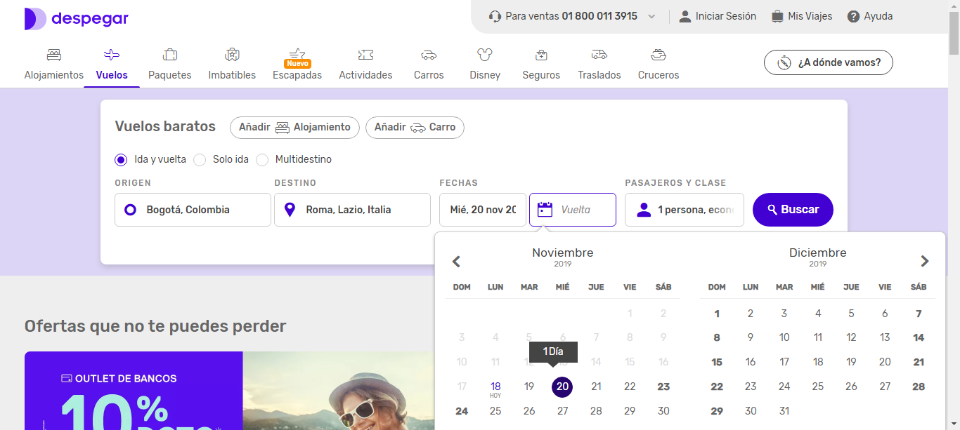 despegar
Para ventas 01 800 011 3915
Iniciar Sesión
Mis Viajes
Ayuda
Alojamientos
Vuelos
Paquetes
Imbatibles
Nuevo
Escapadas
Actividades
Carros
Disney
Seguros
Traslados
Cruceros
¿A dónde vamos?
Vuelos baratos
Añadir Alojamiento
Añadir Carro
Ida y vuelta
Solo ida
Multidestino
ORIGEN
DESTINO
FECHAS
PASAJEROS Y CLASE
Bogotá, Colombia
Roma, Lazio, Italia
Mié, 20 nov 20
Vuelta
1 persona, econ
Buscar
Noviembre
2019
DOM LUN MAR MIÉ JUE VIE SÁB
1 2
3 4 5 6 7 8 9
10 11 12 13 14 15 16
1 Día
17 18 19 20 21 22 23
HOY
24 25 26 27 28 29 30
Diciembre
2019
DOM LUN MAR MIÉ JUE VIE SÁB
1 2 3 4 5 6 7
8 9 10 11 12 13 14
15 16 17 18 19 20 21
22 23 24 25 26 27 28
29 30 31
Ofertas que no te puedes perder
OUTLET DE BANCOS
10%